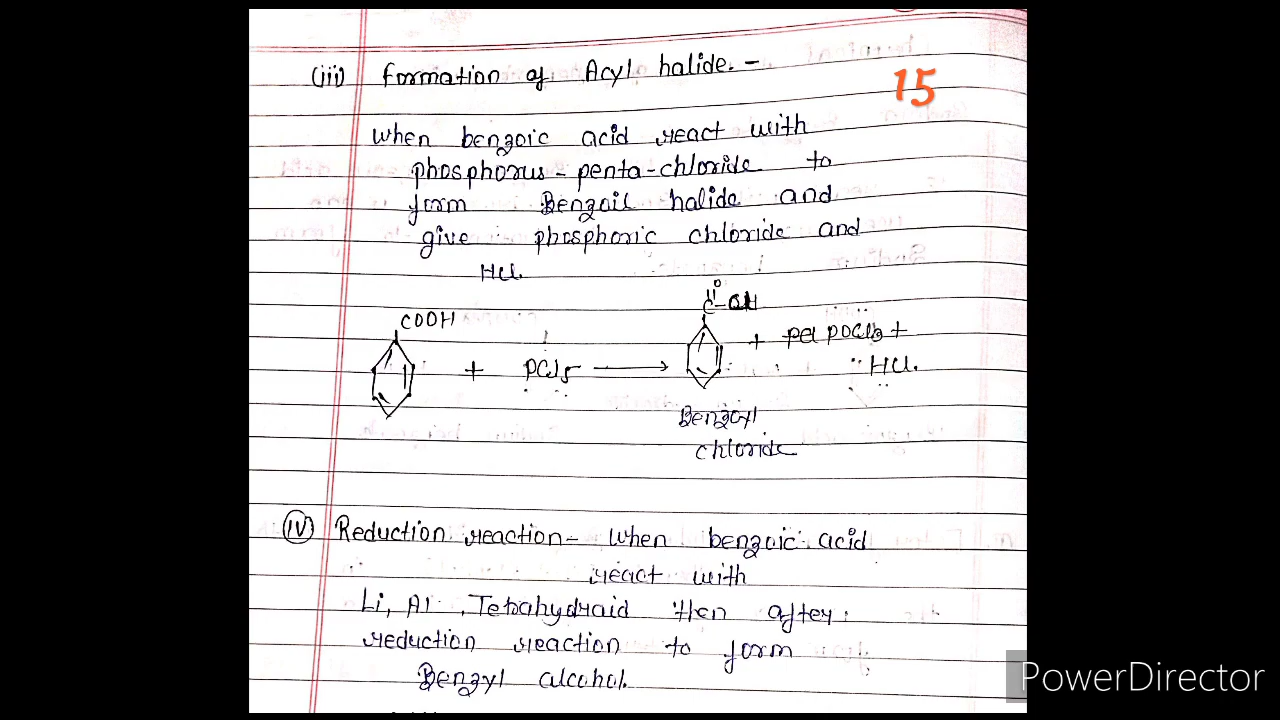 (iii) formation of Acyl halide. -
15
When benzoic acid react with
phosphorus - penta - chloride to
form Benzoil halide and
give phosphoric chloride and
HCl.
O
COOH
C-OH
+ PCl5 → + pcl POCl3 +
HCl.
Benzoyl
chloride
(IV) Reduction reaction - When benzoic acid
react with
Li, Al , Tetrahydraid then after
reduction reaction to form
Benzyl alcohol.
PowerDirector